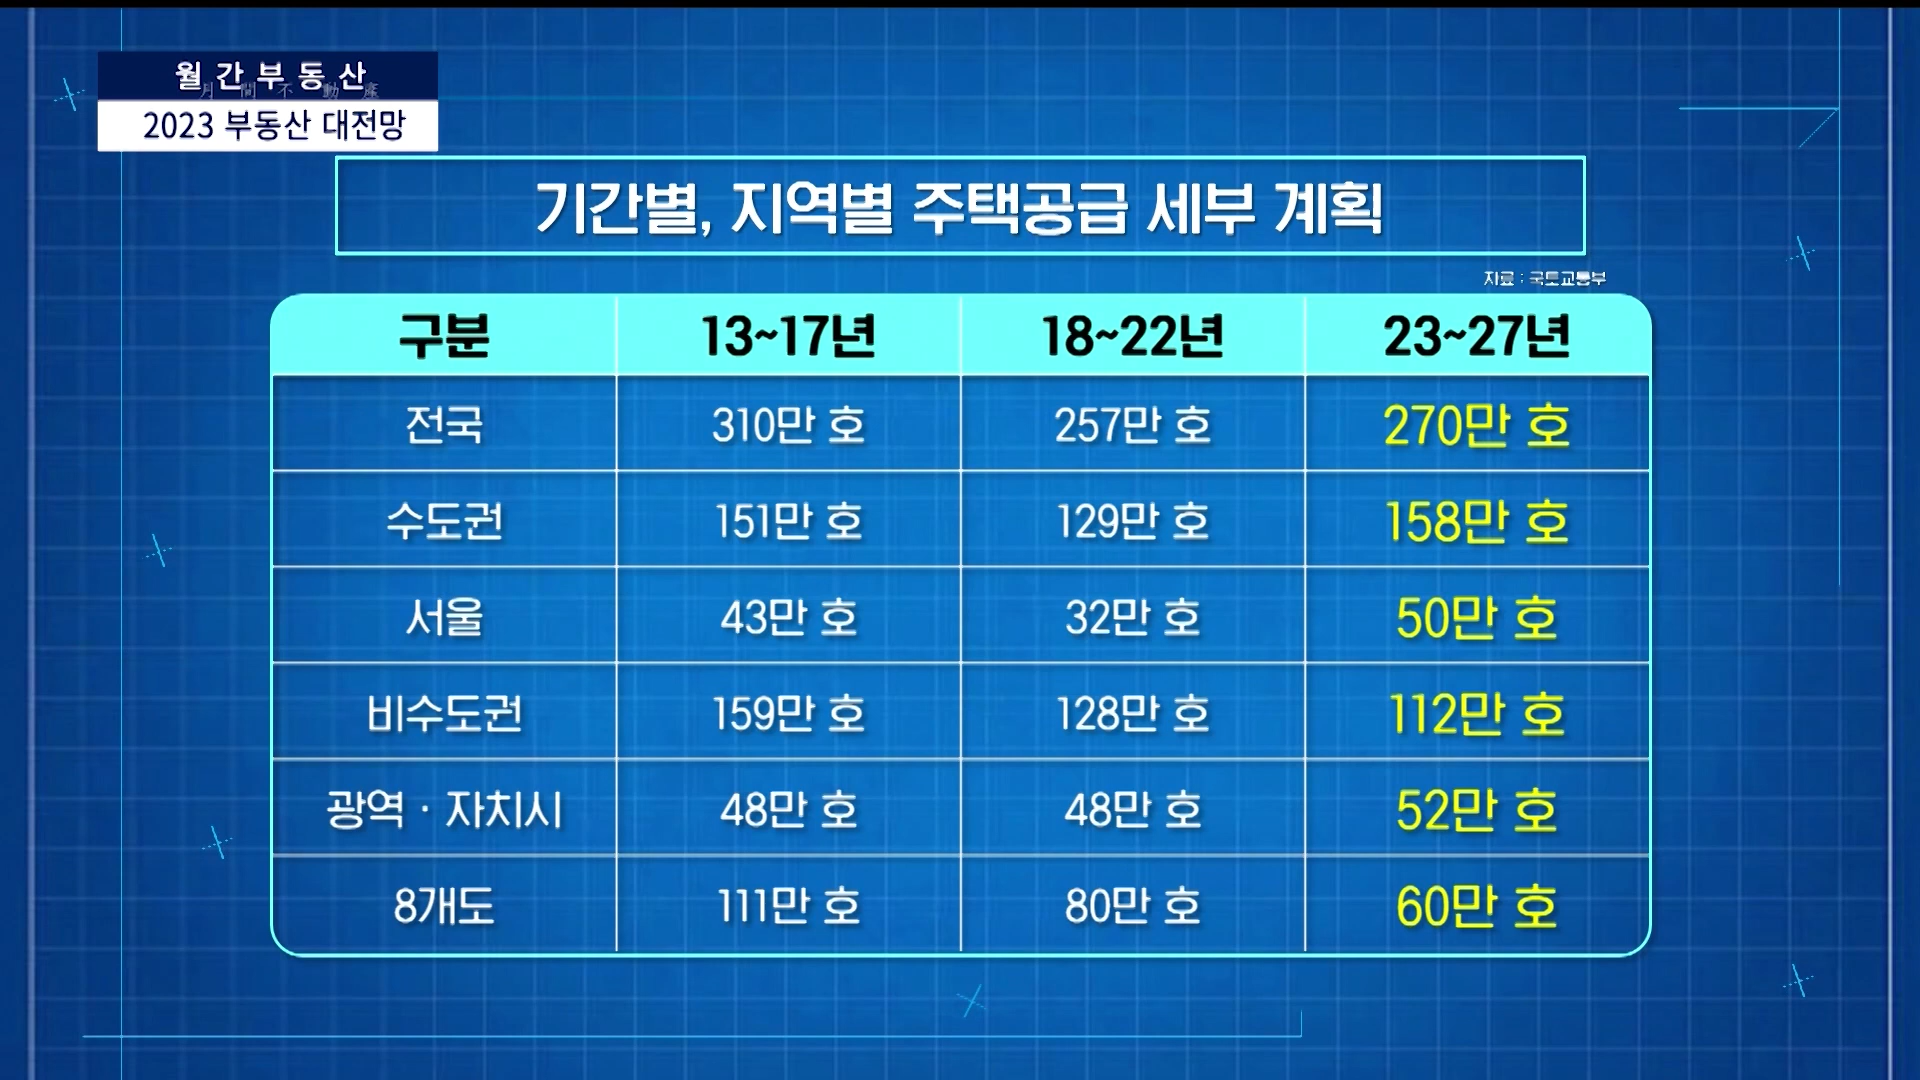 월간부동산
月間不動産
2023 부동산 대전망
기간별, 지역별 주택공급 세부 계획
자료 : 국토교통부
구분 13~17년 18~22년 23~27년
전국 310만 호 257만 호 270만 호
수도권 151만 호 129만 호 158만 호
서울 43만 호 32만 호 50만 호
비수도권 159만 호 128만 호 112만 호
광역 · 자치시 48만 호 48만 호 52만 호
8개도 111만 호 80만 호 60만 호